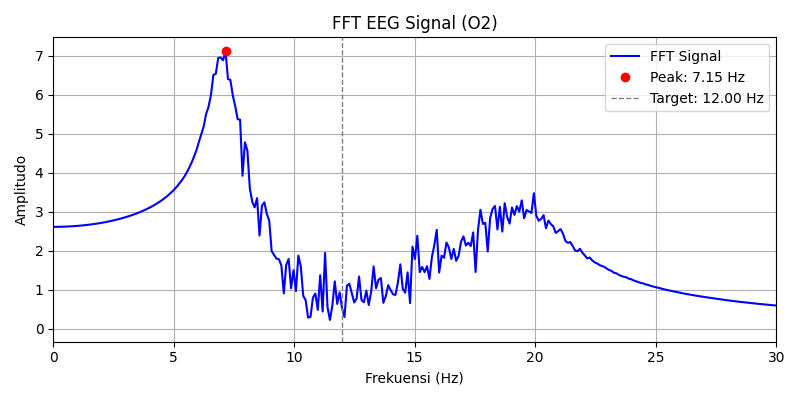 FFT EEG Signal (O2)
FFT Signal
Peak: 7.15 Hz
Target: 12.00 Hz
Amplitudo
7
6
5
4
3
2
1
0
0 5 10 15 20 25 30
Frekuensi (Hz)